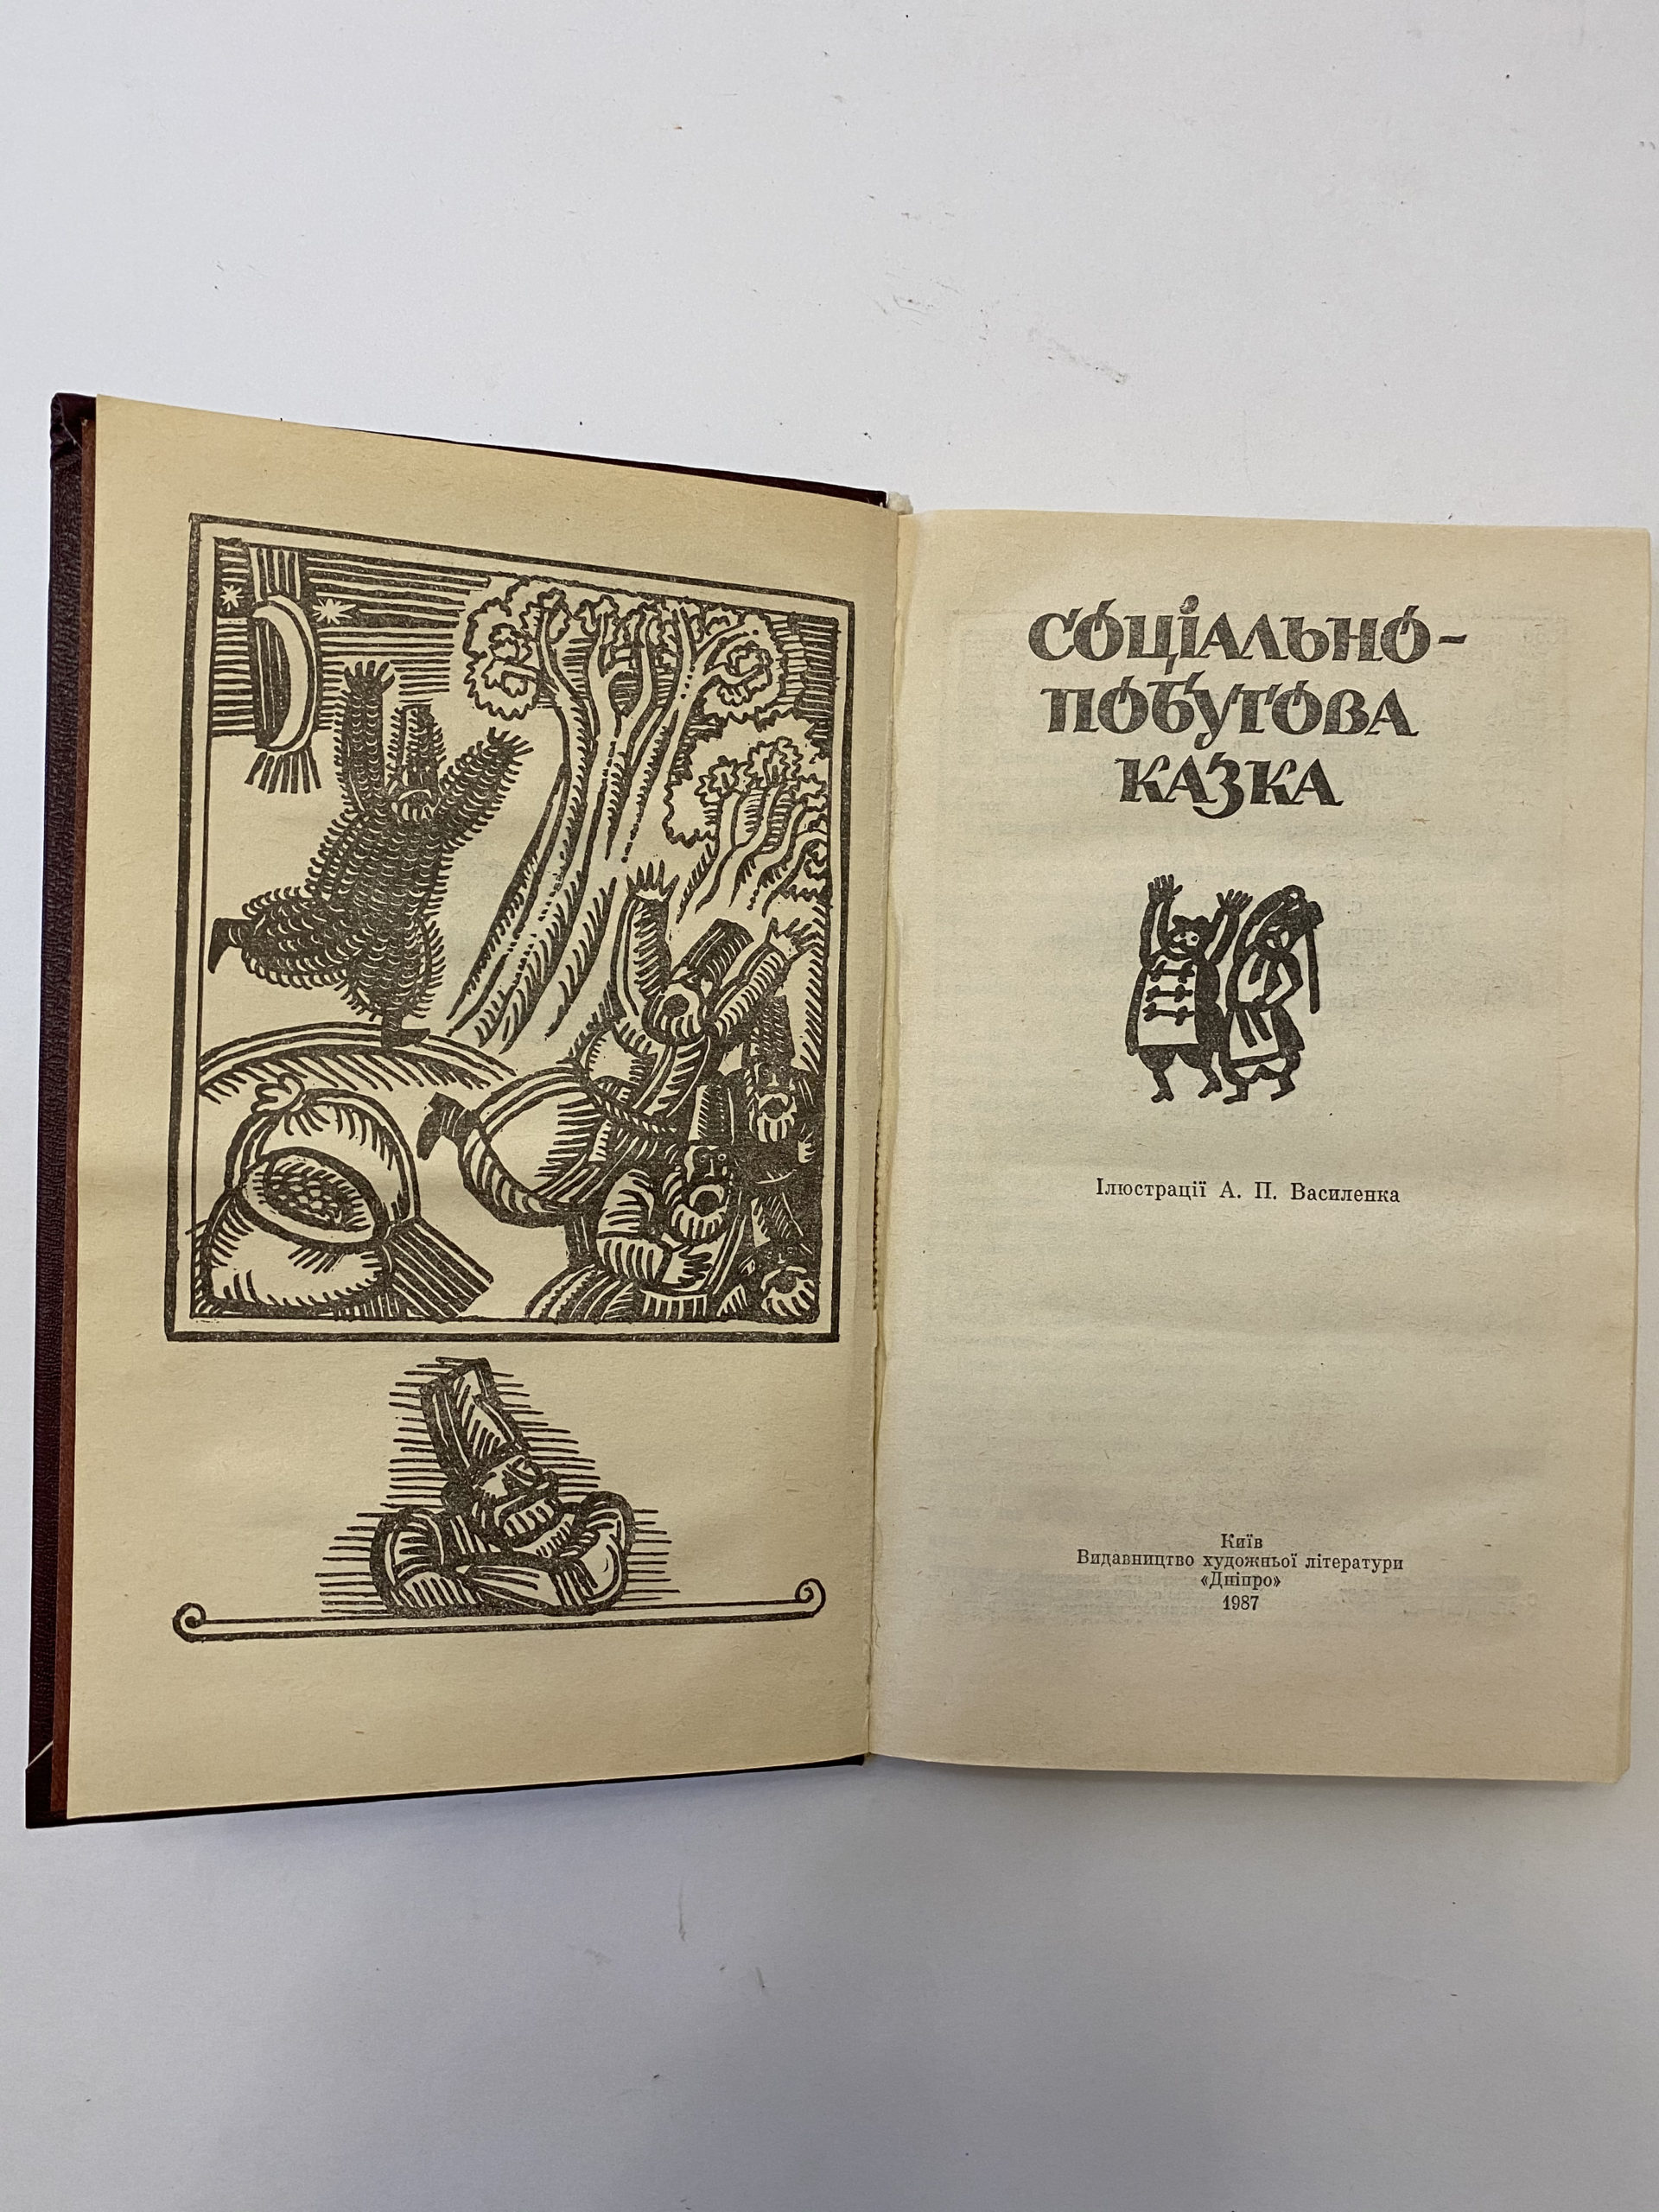 СОЦІАЛЬНО-
ПОБУТОВА
КАЗКА
Ілюстрації А. П. Василенка
Київ
Видавництво художньої літератури
«Дніпро»
1987